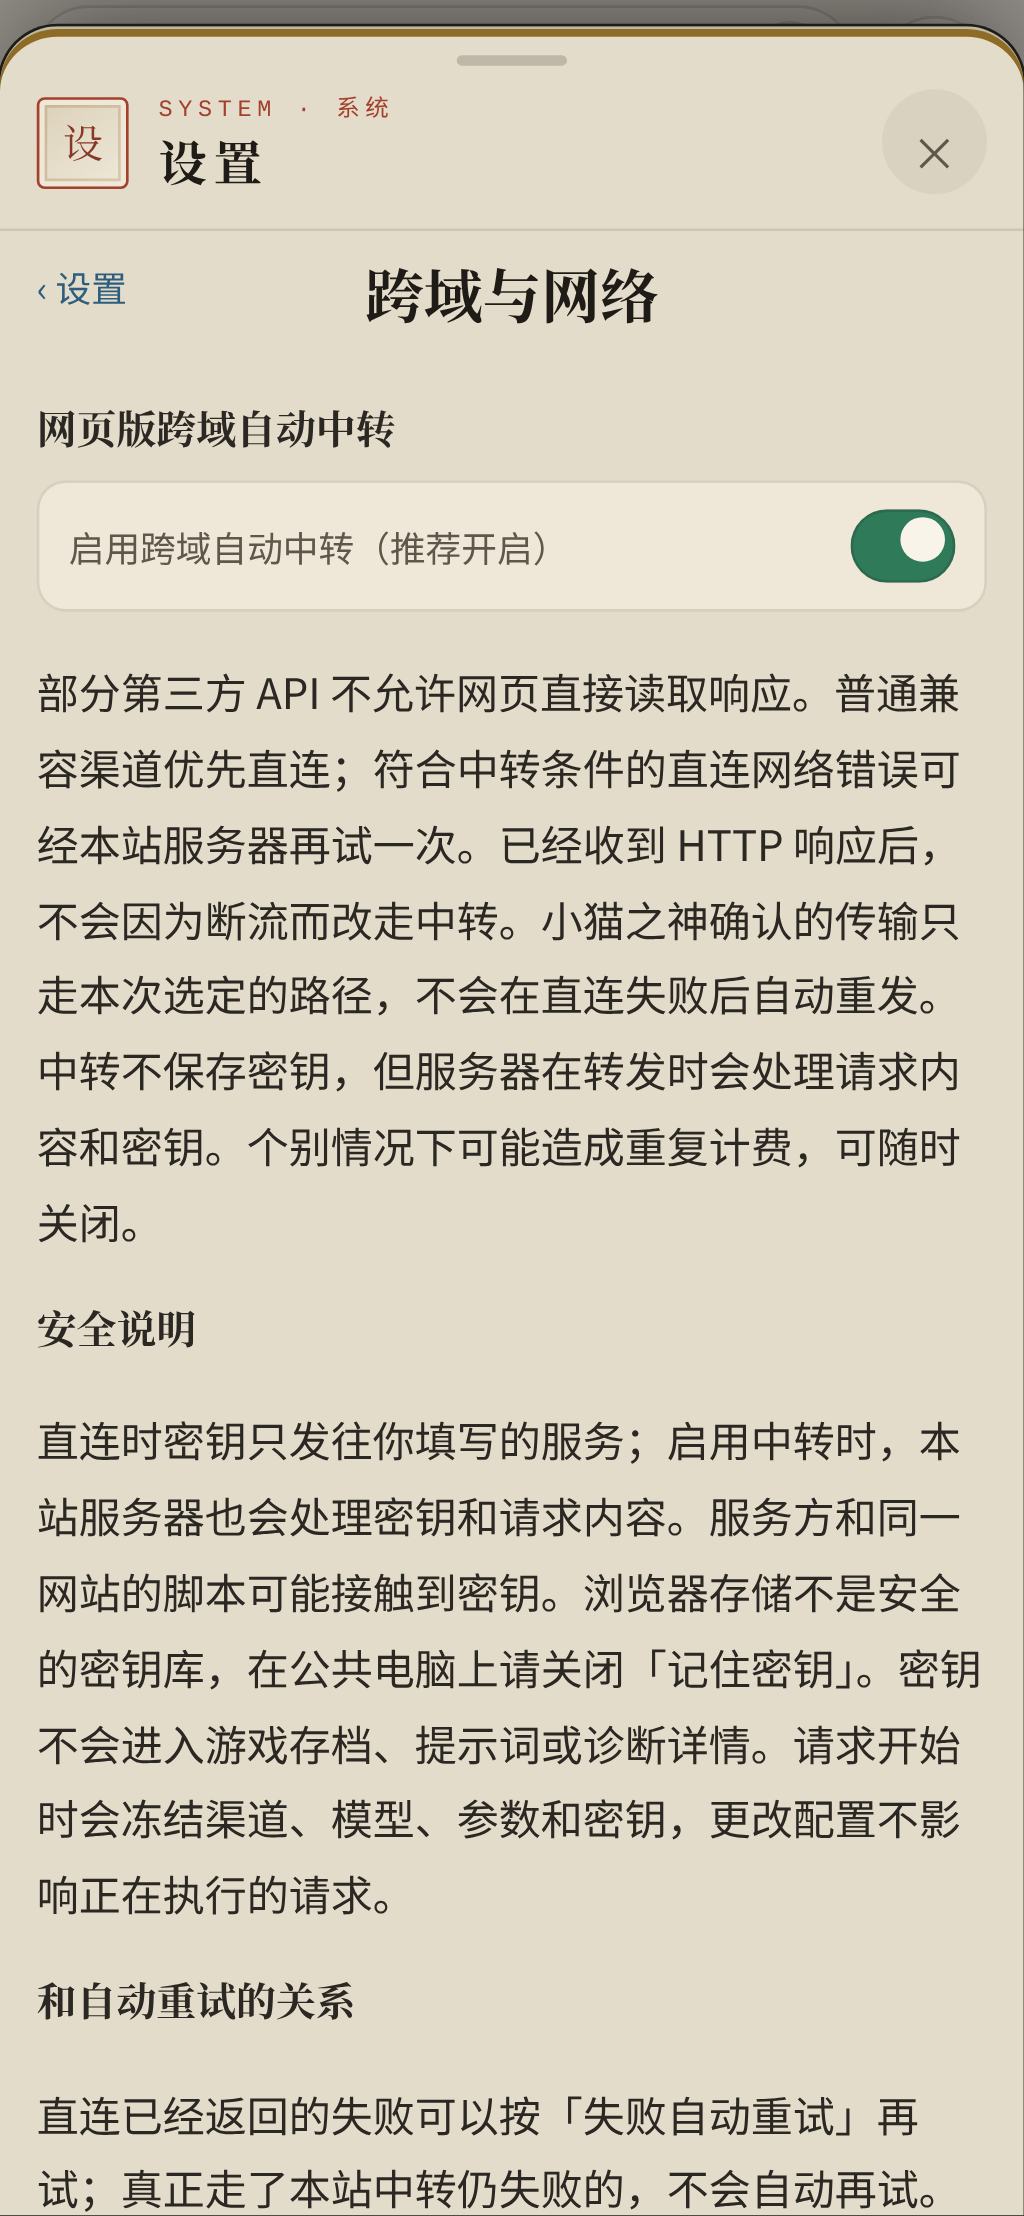 设
SYSTEM · 系统
设置
‹ 设置
跨域与网络
网页版跨域自动中转
启用跨域自动中转（推荐开启）
部分第三方 API 不允许网页直接读取响应。普通兼
容渠道优先直连；符合中转条件的直连网络错误可
经本站服务器再试一次。已经收到 HTTP 响应后，
不会因为断流而改走中转。小猫之神确认的传输只
走本次选定的路径，不会在直连失败后自动重发。
中转不保存密钥，但服务器在转发时会处理请求内
容和密钥。个别情况下可能造成重复计费，可随时
关闭。
安全说明
直连时密钥只发往你填写的服务；启用中转时，本
站服务器也会处理密钥和请求内容。服务方和同一
网站的脚本可能接触到密钥。浏览器存储不是安全
的密钥库，在公共电脑上请关闭「记住密钥」。密钥
不会进入游戏存档、提示词或诊断详情。请求开始
时会冻结渠道、模型、参数和密钥，更改配置不影
响正在执行的请求。
和自动重试的关系
直连已经返回的失败可以按「失败自动重试」再
试；真正走了本站中转仍失败的，不会自动再试。